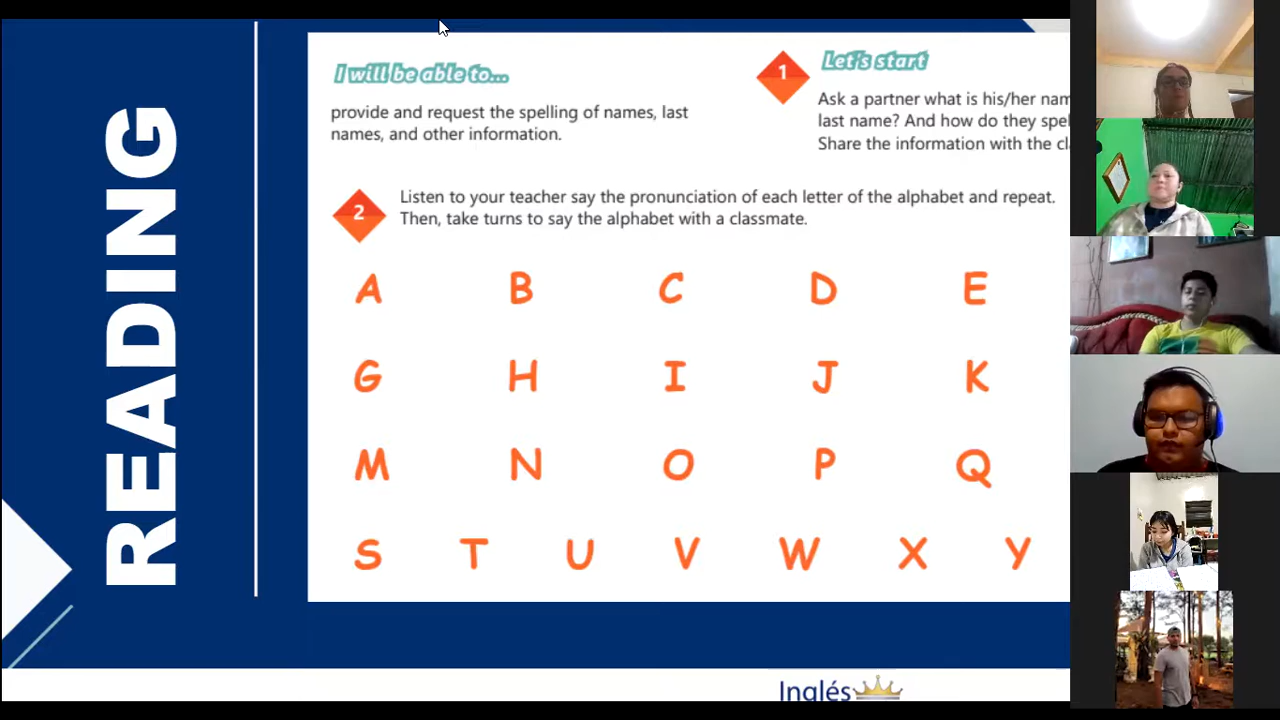 READING
I will be able to...
provide and request the spelling of names, last
names, and other information.
1
Let's start
Ask a partner what is his/her
last name? And how do they
Share the information with the
2
Listen to your teacher say the pronunciation of each letter of the alphabet and repeat.
Then, take turns to say the alphabet with a classmate.
A B C D E
G H I J K
M N O P Q
S T U V W X Y
Inglés